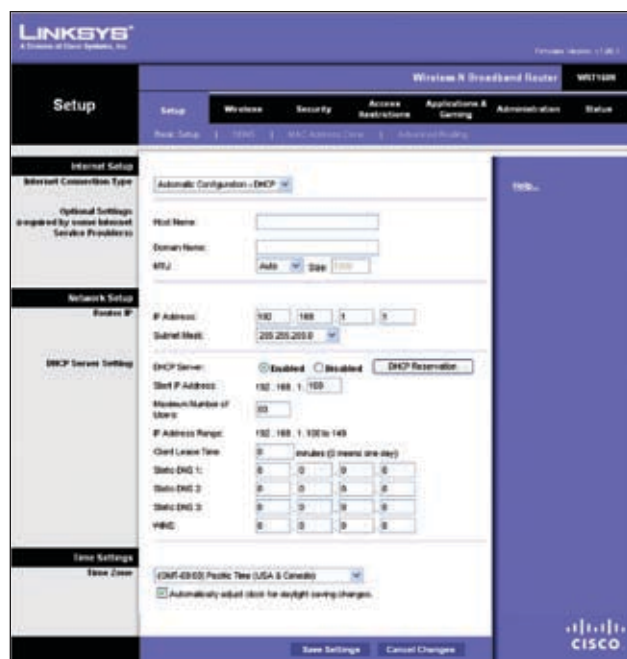 LINKSYS®
A Division of Cisco Systems, Inc.
Wireless-N Broadband Router
WRT160N
Setup
Setup
Wireless
Security
Access Restrictions
Applications & Gaming
Administration
Status
Basic Setup | DDNS | MAC Address Clone | Advanced Routing
Internet Setup
Internet Connection Type
Automatic Configuration - DHCP
Help...
Optional Settings
(required by some Internet
Service Providers)
Host Name:
Domain Name:
MTU:
Auto
Size:
Network Setup
Router IP
IP Address:
192 . 168 . 1 . 1
Subnet Mask:
255.255.255.0
DHCP Server Setting
DHCP Server:
Enabled
Disabled
DHCP Reservation
Start IP Address:
192 . 168 . 1 . 100
Maximum Number of
Users:
IP Address Range:
192 . 168 . 1 . 100 to 149
Client Lease Time:
0
minutes (0 means one day)
Static DNS 1:
0 . 0 . 0 . 0
Static DNS 2:
0 . 0 . 0 . 0
Static DNS 3:
0 . 0 . 0 . 0
WINS:
0 . 0 . 0 . 0
Time Settings
Time Zone
(GMT-08:00) Pacific Time (USA & Canada)
Automatically adjust clock for daylight saving changes.
Save Settings
Cancel Changes
CISCO